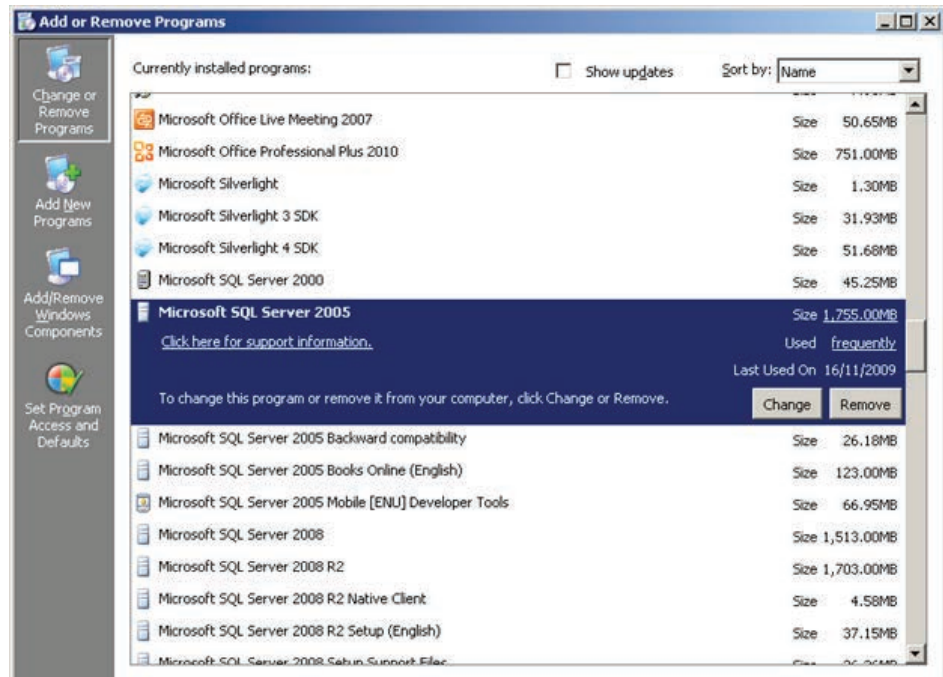 Add or Remove Programs
Change or
Remove
Programs
Add New
Programs
Add/Remove
Windows
Components
Set Program
Access and
Defaults
Currently installed programs:
Show updates
Sort by: Name
Microsoft Office Live Meeting 2007 Size 50.65MB
Microsoft Office Professional Plus 2010 Size 751.00MB
Microsoft Silverlight Size 1.30MB
Microsoft Silverlight 3 SDK Size 31.93MB
Microsoft Silverlight 4 SDK Size 51.68MB
Microsoft SQL Server 2000 Size 45.25MB
Microsoft SQL Server 2005 Size 1,755.00MB
Click here for support information. Used frequently
Last Used On 16/11/2009
To change this program or remove it from your computer, click Change or Remove. Change Remove
Microsoft SQL Server 2005 Backward compatibility Size 26.18MB
Microsoft SQL Server 2005 Books Online (English) Size 123.00MB
Microsoft SQL Server 2005 Mobile [ENU] Developer Tools Size 66.95MB
Microsoft SQL Server 2008 Size 1,513.00MB
Microsoft SQL Server 2008 R2 Size 1,703.00MB
Microsoft SQL Server 2008 R2 Native Client Size 4.58MB
Microsoft SQL Server 2008 R2 Setup (English) Size 37.15MB
Microsoft SQL Server 2008 Setup Support Files